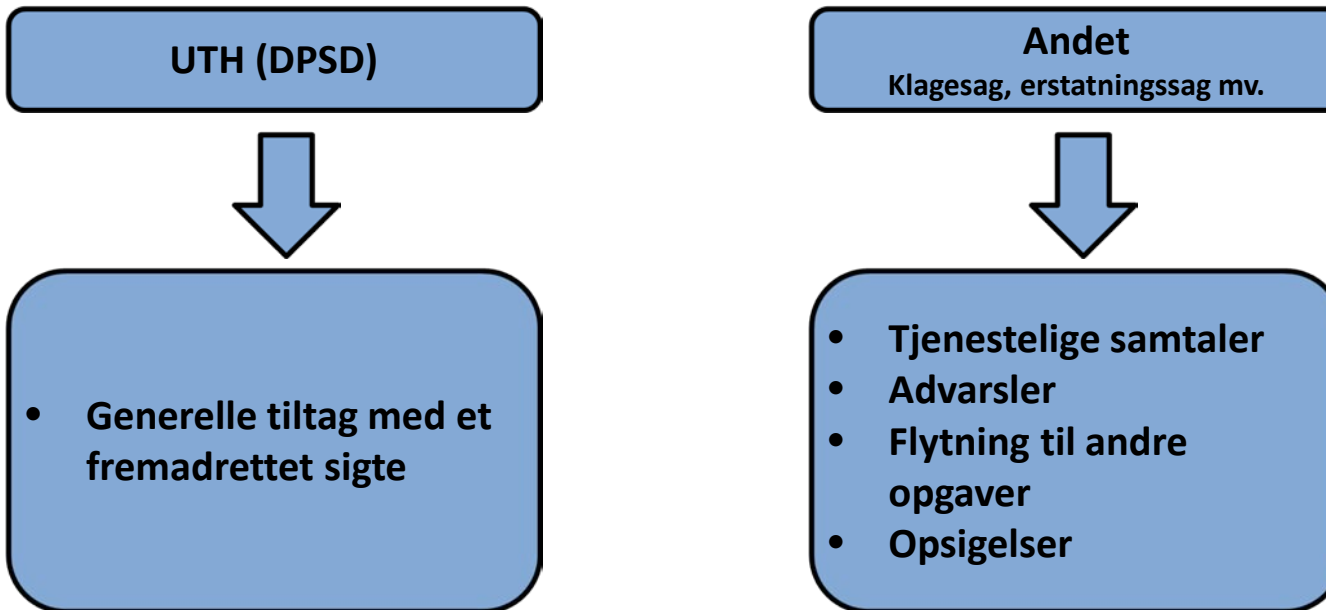 UTH (DPSD)
• Generelle tiltag med et
fremadrettet sigte
Andet
Klagesag, erstatningssag mv.
• Tjenestelige samtaler
• Advarsler
• Flytning til andre
opgaver
• Opsigelser